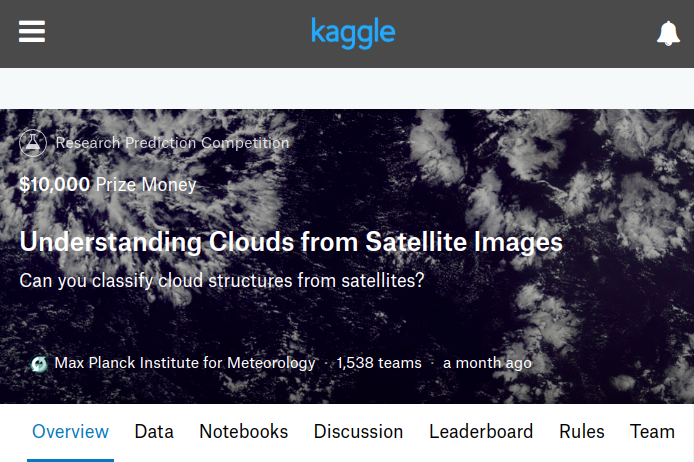 kaggle
Research Prediction Competition
$10,000 Prize Money
Understanding Clouds from Satellite Images
Can you classify cloud structures from satellites?
Max Planck Institute for Meteorology · 1,538 teams · a month ago
Overview Data Notebooks Discussion Leaderboard Rules Team